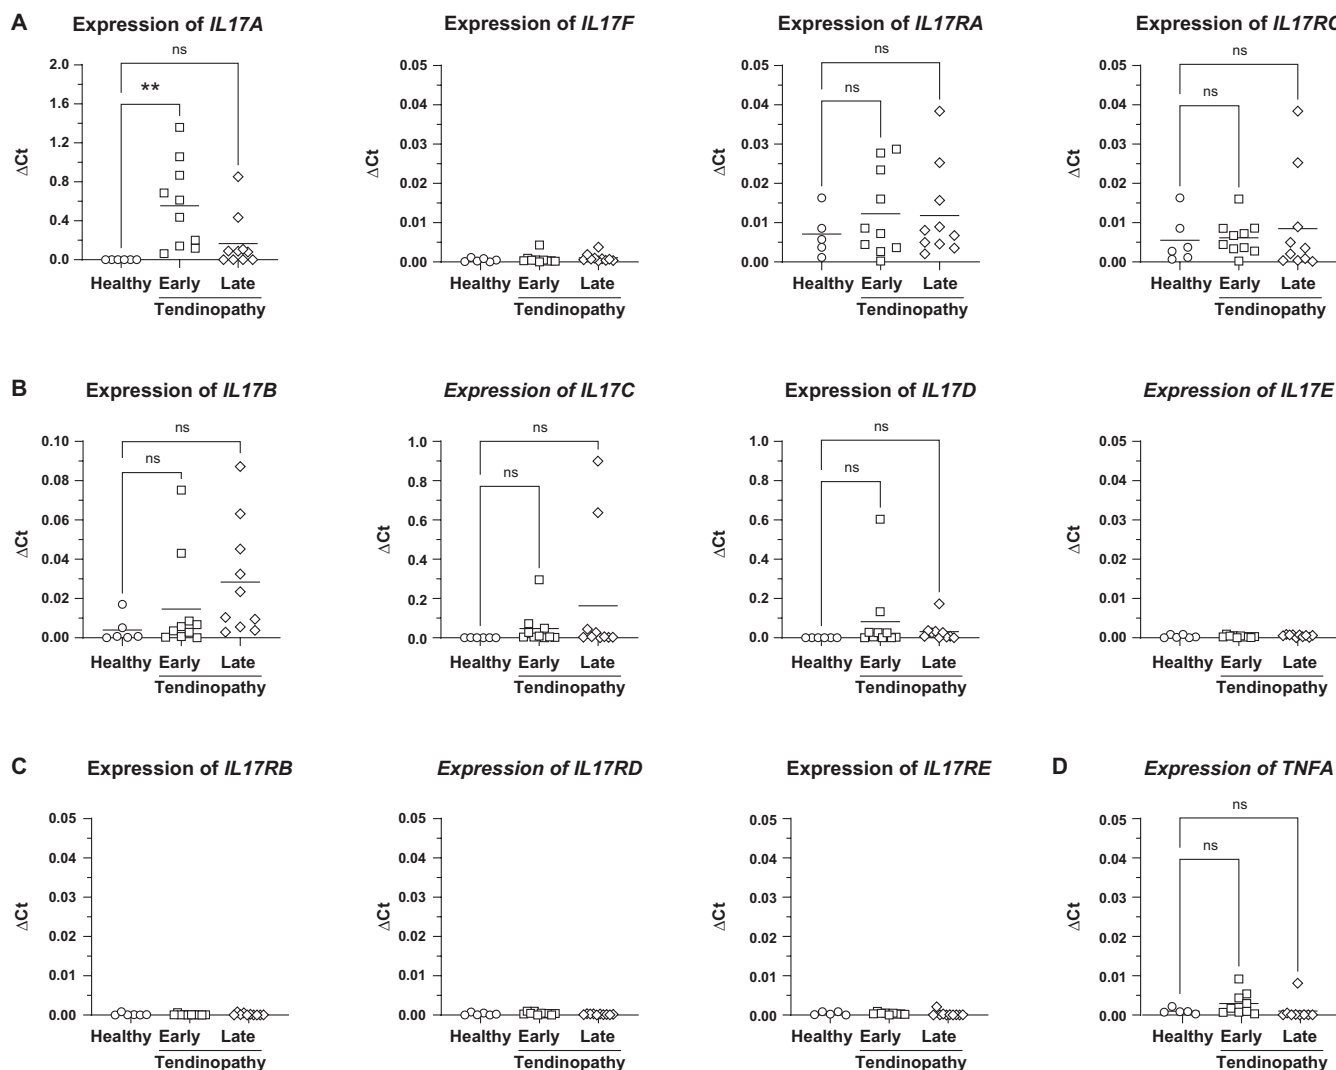 A
Expression of IL17A
Expression of IL17F
Expression of IL17RA
Expression of IL17RC
ns
**
2.0
1.6
1.2
0.8
0.4
0.0
ΔCt
Healthy Early Late
Tendinopathy
0.05
0.04
0.03
0.02
0.01
0.00
ΔCt
Healthy Early Late
Tendinopathy
ns
ns
0.05
0.04
0.03
0.02
0.01
0.00
ΔCt
Healthy Early Late
Tendinopathy
ns
ns
0.05
0.04
0.03
0.02
0.01
0.00
ΔCt
Healthy Early Late
Tendinopathy
B
Expression of IL17B
Expression of IL17C
Expression of IL17D
Expression of IL17E
ns
ns
0.10
0.08
0.06
0.04
0.02
0.00
ΔCt
Healthy Early Late
Tendinopathy
ns
ns
1.0
0.8
0.6
0.4
0.2
0.0
ΔCt
Healthy Early Late
Tendinopathy
ns
ns
1.0
0.8
0.6
0.4
0.2
0.0
ΔCt
Healthy Early Late
Tendinopathy
0.05
0.04
0.03
0.02
0.01
0.00
ΔCt
Healthy Early Late
Tendinopathy
C
Expression of IL17RB
Expression of IL17RD
Expression of IL17RE
D
Expression of TNFA
0.05
0.04
0.03
0.02
0.01
0.00
ΔCt
Healthy Early Late
Tendinopathy
0.05
0.04
0.03
0.02
0.01
0.00
ΔCt
Healthy Early Late
Tendinopathy
0.05
0.04
0.03
0.02
0.01
0.00
ΔCt
Healthy Early Late
Tendinopathy
ns
ns
0.05
0.04
0.03
0.02
0.01
0.00
ΔCt
Healthy Early Late
Tendinopathy